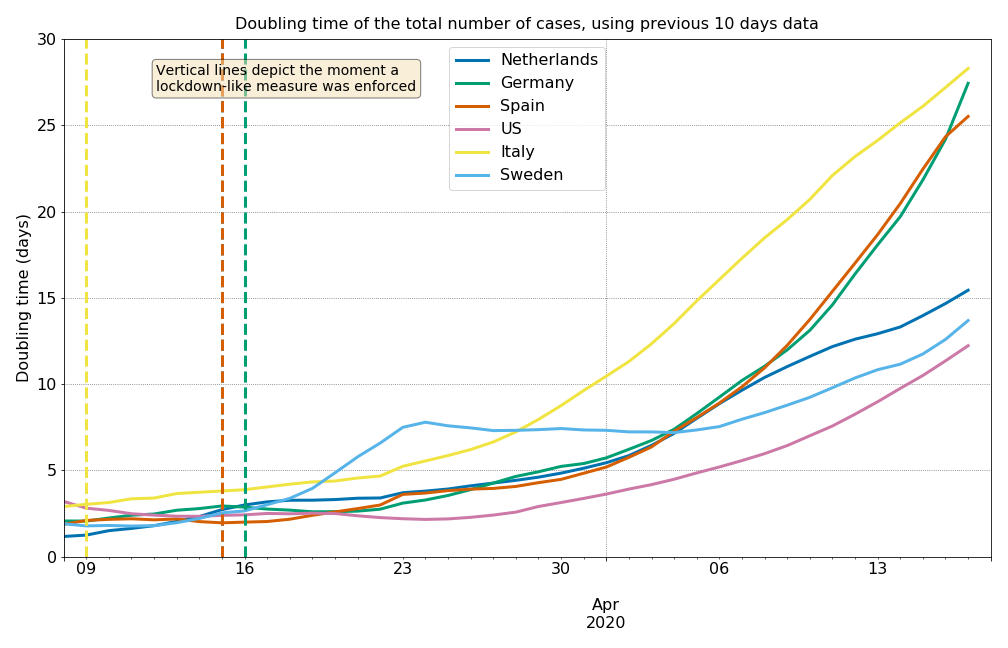 Doubling time of the total number of cases, using previous 10 days data
30
25
20
15
10
5
0
Doubling time (days)
Vertical lines depict the moment a
lockdown-like measure was enforced
Netherlands
Germany
Spain
US
Italy
Sweden
09 16 23 30 06 13
Apr
2020